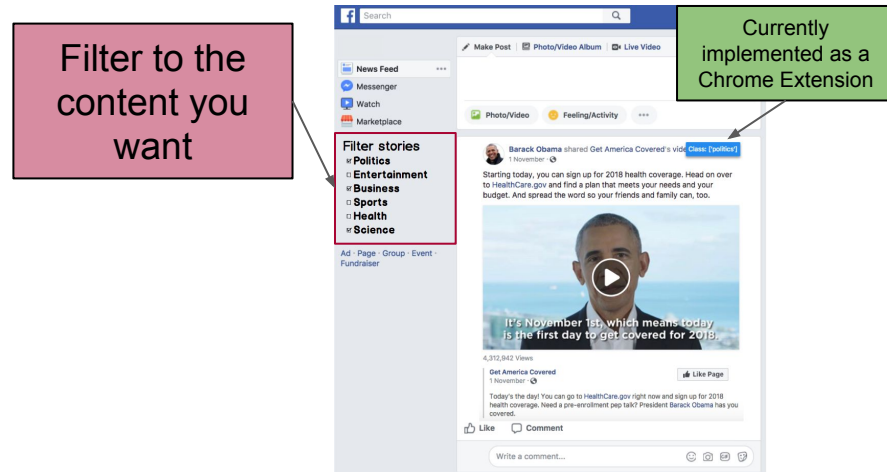 Filter to the
content you
want
Currently
implemented as a
Chrome Extension
f Search
Make Post Photo/Video Album Live Video
News Feed
Messenger
Watch
Marketplace
Filter stories
Politics
Entertainment
Business
Sports
Health
Science
Ad · Page · Group · Event ·
Fundraiser
Photo/Video Feeling/Activity
Barack Obama shared Get America Covered's Class: ['politics']
1 November ·
Starting today, you can sign up for 2018 health coverage. Head on over
to HealthCare.gov and find a plan that meets your needs and your
budget. And spread the word so your friends and family can, too.
It's November 1st, which means today
is the first day to get covered for 2018.
4,312,942 Views
Get America Covered
1 November ·
Like Page
Today's the day! You can go to HealthCare.gov right now and sign up for 2018
health coverage. Need a pre-enrollment pep talk? President Barack Obama has you
covered.
Like Comment
Write a comment...